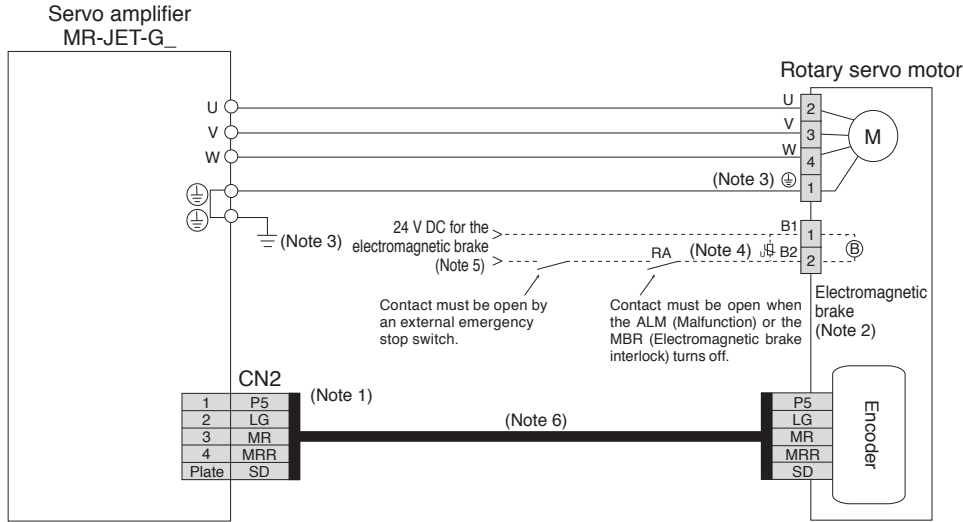 Servo amplifier
MR-JET-G_
Rotary servo motor
U
U
2
V
V
3
M
W
W
4
(Note 3)
1
(Note 3)
24 V DC for the
electromagnetic brake
(Note 5)
B1
1
RA
(Note 4)
U
B2
2
B
Contact must be open by
an external emergency
stop switch.
Contact must be open when
the ALM (Malfunction) or the
MBR (Electromagnetic brake
interlock) turns off.
Electromagnetic
brake
(Note 2)
CN2
(Note 1)
(Note 6)
1 P5
2 LG
3 MR
4 MRR
Plate SD
P5
LG
MR
MRR
SD
Encoder